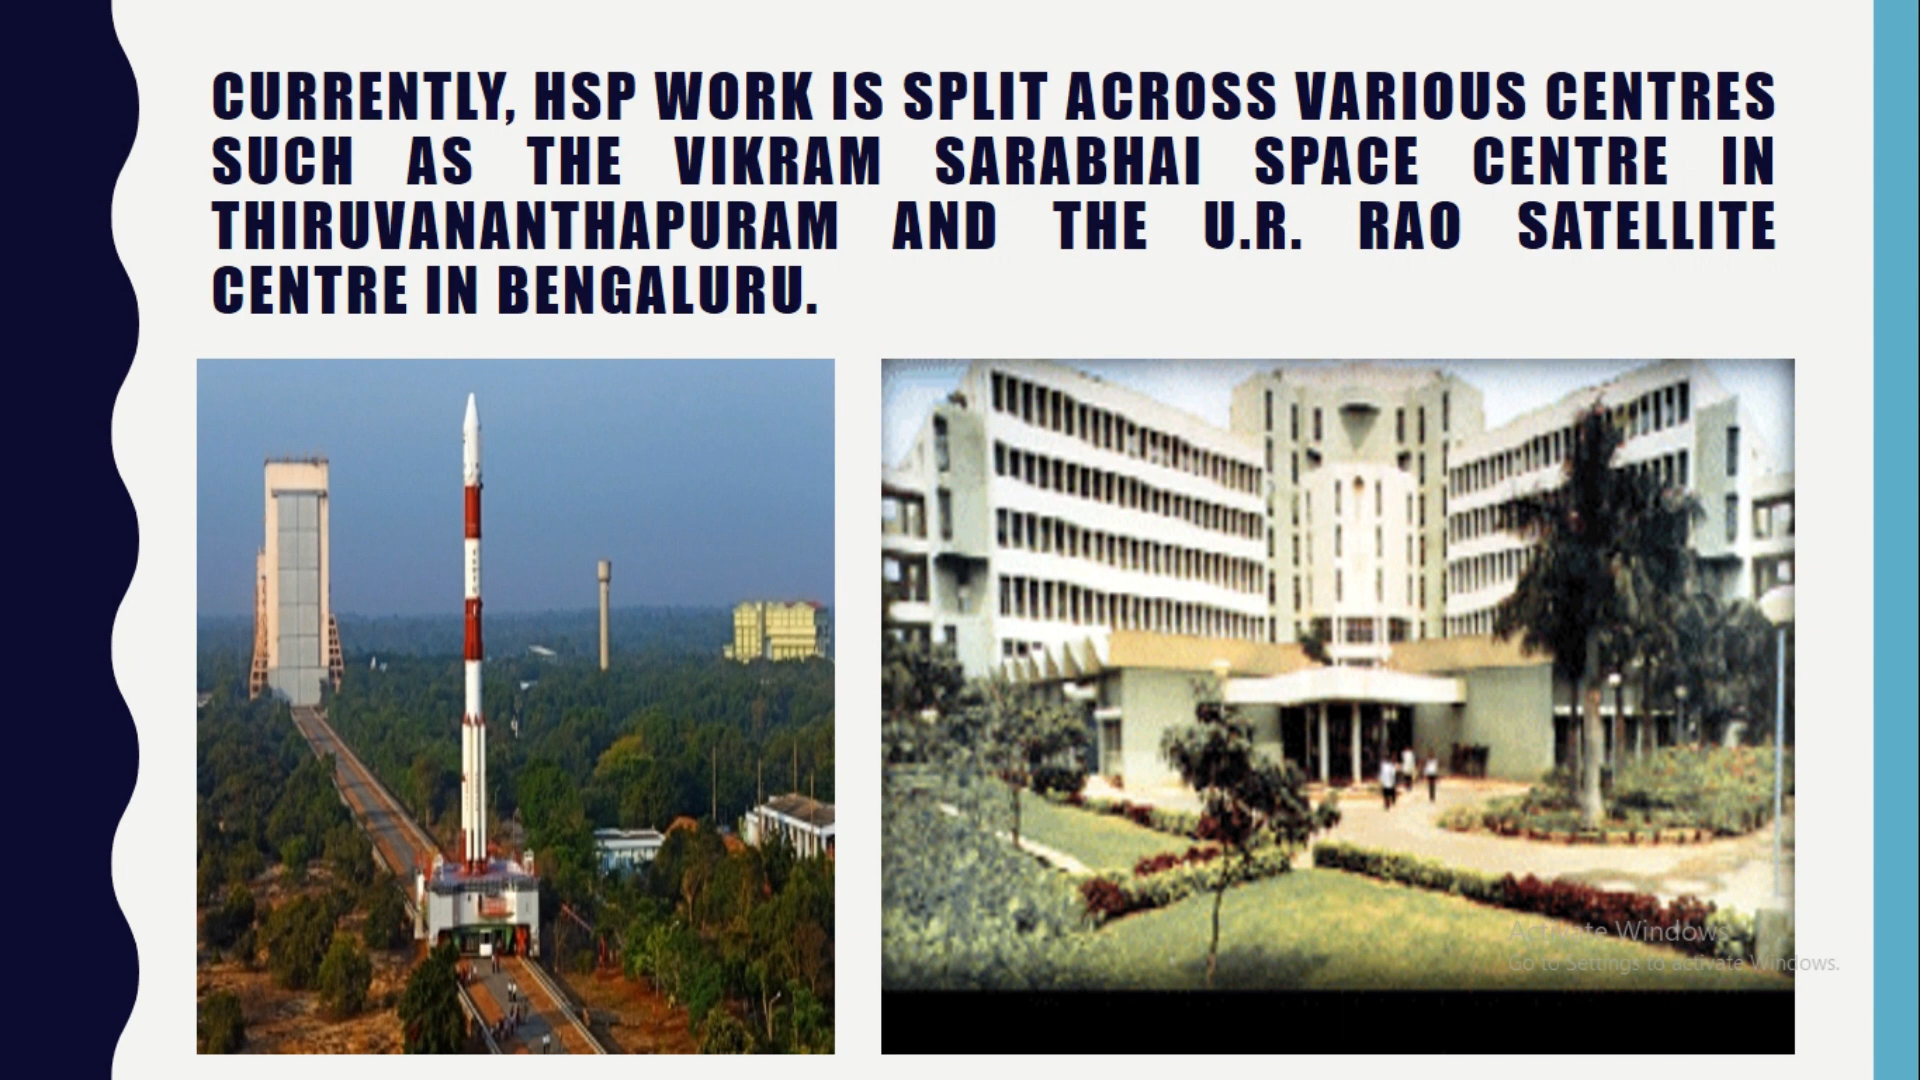 CURRENTLY, HSP WORK IS SPLIT ACROSS VARIOUS CENTRES
SUCH AS THE VIKRAM SARABHAI SPACE CENTRE IN
THIRUVANANTHAPURAM AND THE U.R. RAO SATELLITE
CENTRE IN BENGALURU.
Activate Windows
Go to Settings to activate Windows.